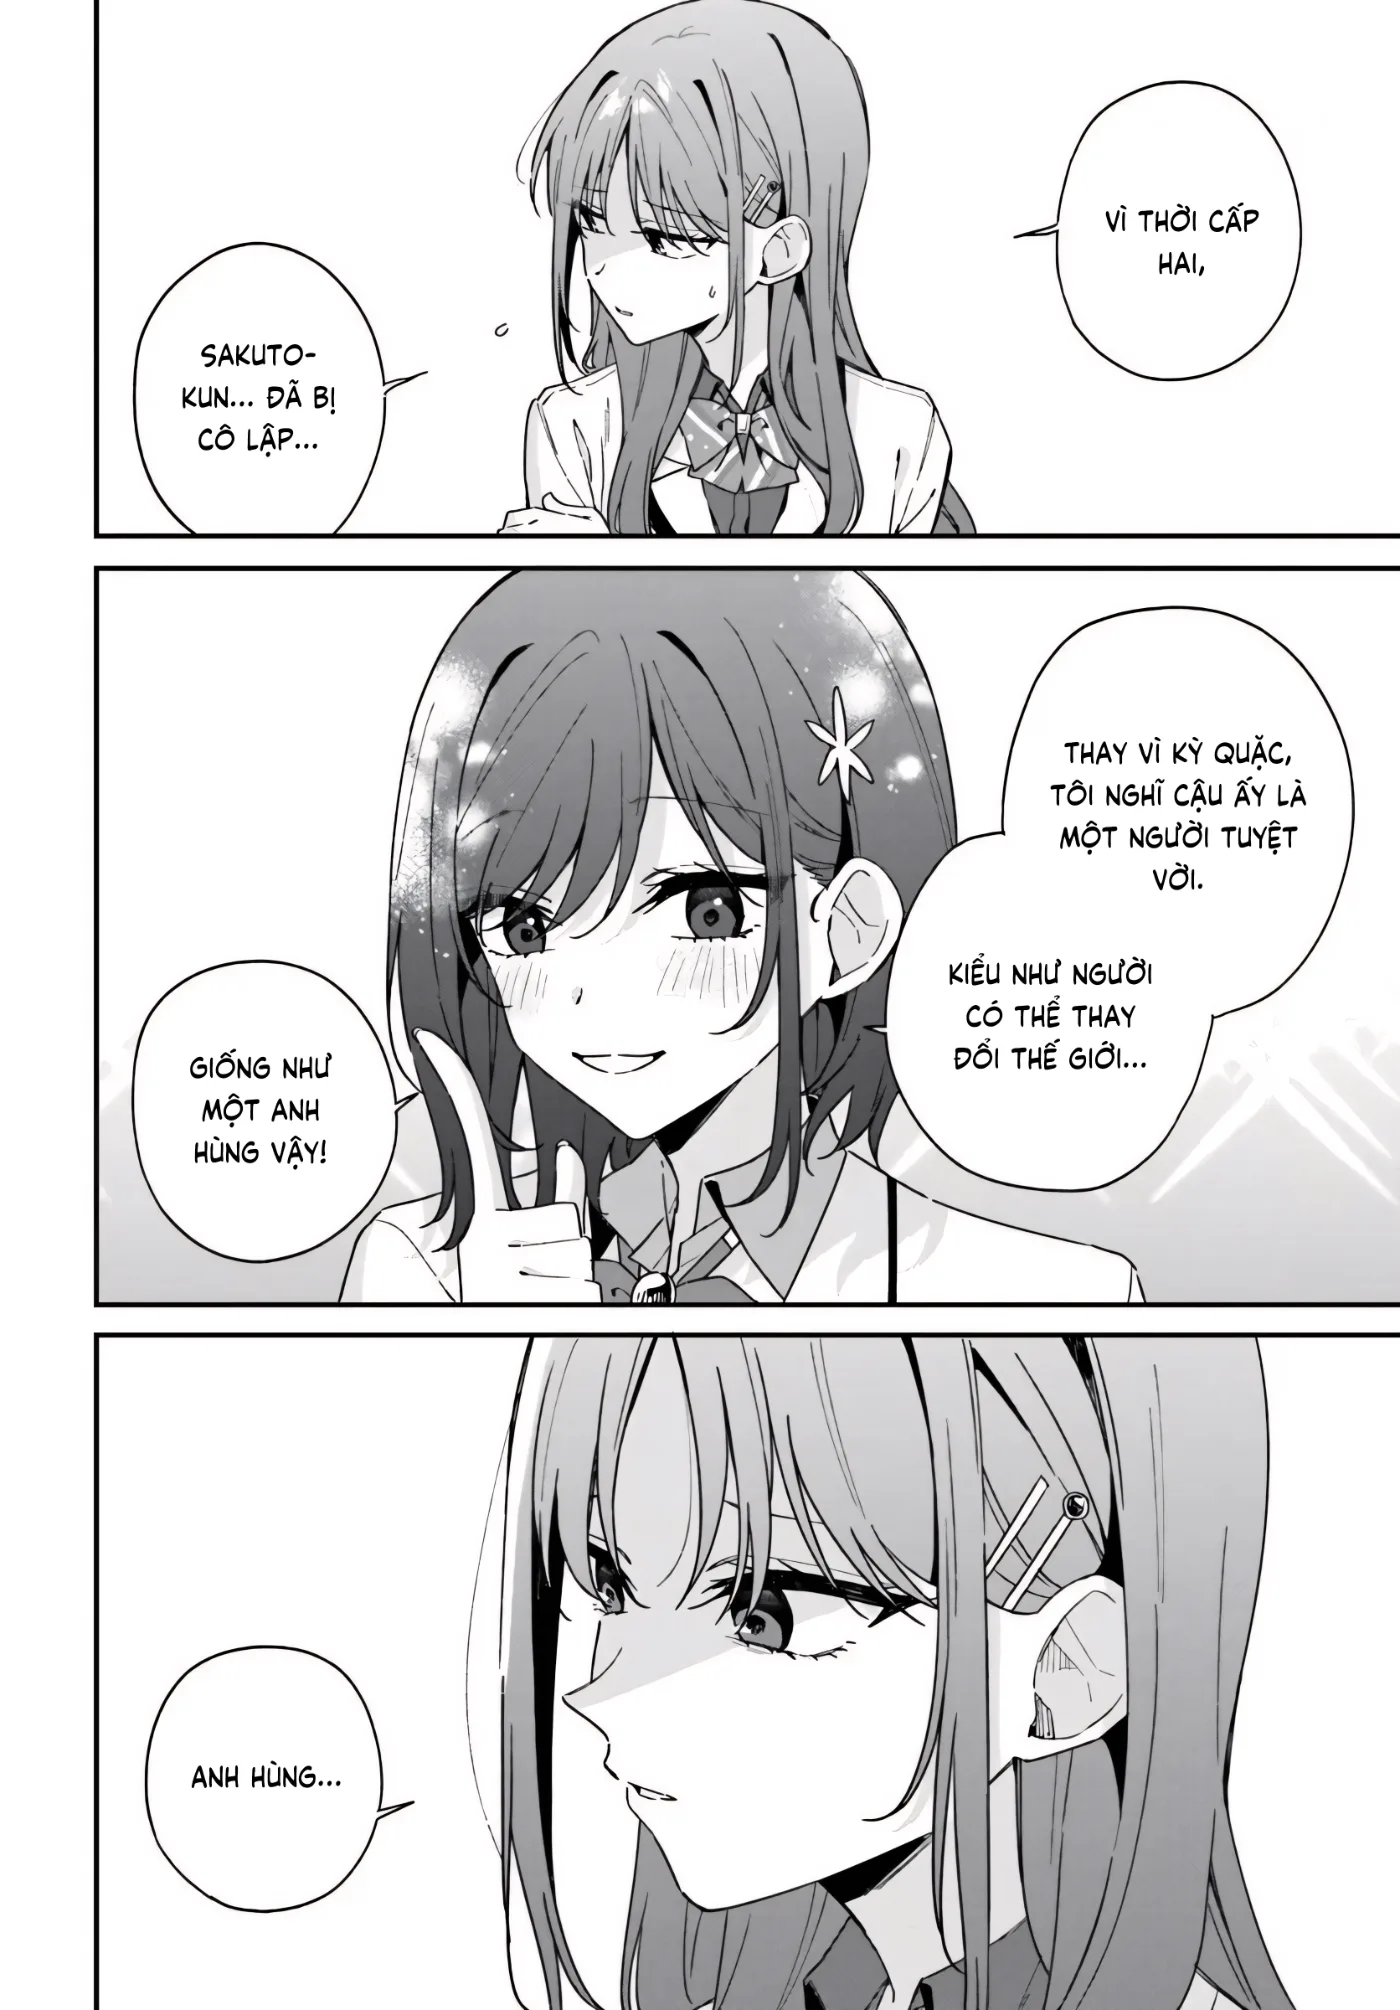 VÌ THỜI CẤP
HAI,
SAKUTO-
KUN... ĐÃ BỊ
CÔ LẬP...
THAY VÌ KỲ QUẶC,
TÔI NGHĨ CẬU ẤY LÀ
MỘT NGƯỜI TUYỆT
VỜI.
KIỂU NHƯ NGƯỜI
CÓ THỂ THAY
ĐỔI THẾ GIỚI...
GIỐNG NHƯ
MỘT ANH
HÙNG VẬY!
ANH HÙNG...